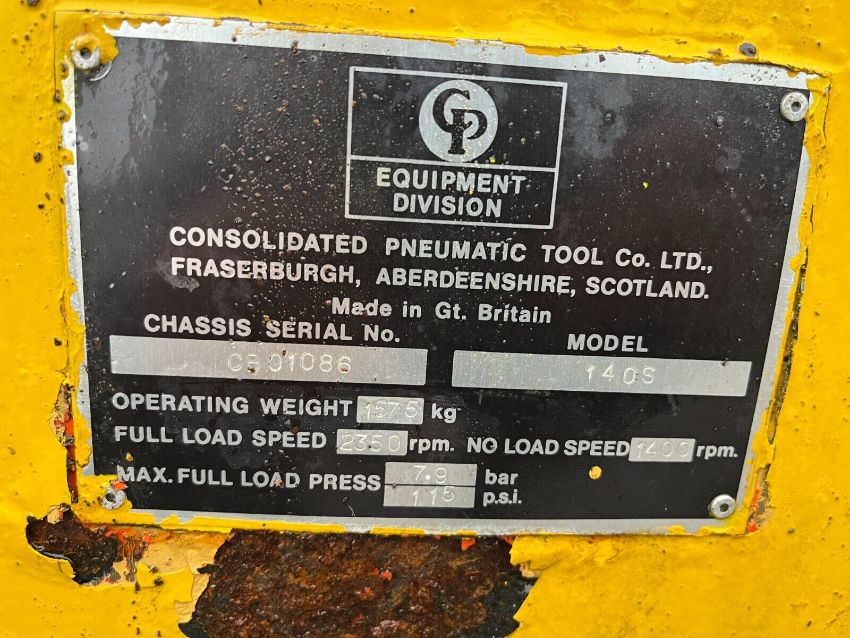 CP
EQUIPMENT
DIVISION
CONSOLIDATED PNEUMATIC TOOL Co. LTD.,
FRASERBURGH, ABERDEENSHIRE, SCOTLAND.
Made in Gt. Britain
CHASSIS SERIAL No. MODEL
CB01086 140S
OPERATING WEIGHT 1575 kg
FULL LOAD SPEED 2350 rpm. NO LOAD SPEED 1400 rpm.
MAX. FULL LOAD PRESS 7.9 bar
115 p.s.i.